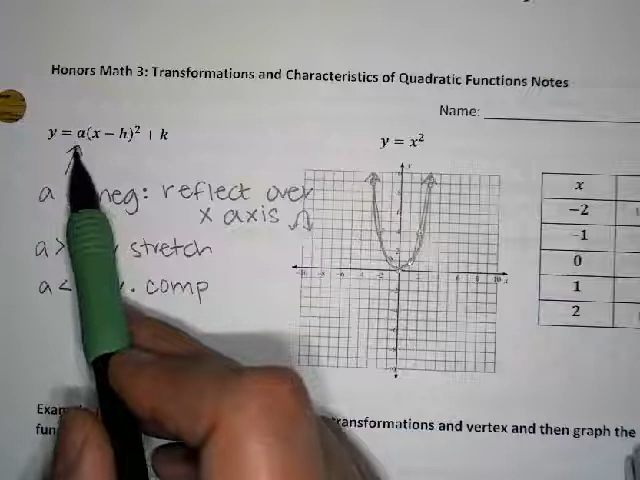 Honors Math 3: Transformations and Characteristics of Quadratic Functions Notes
Name:
y = a(x − h)² + k
y = x²
a neg: reflect over
x axis
a > stretch
a < . comp
x
−2
−1
0
1
2
transformations and vertex and then graph the